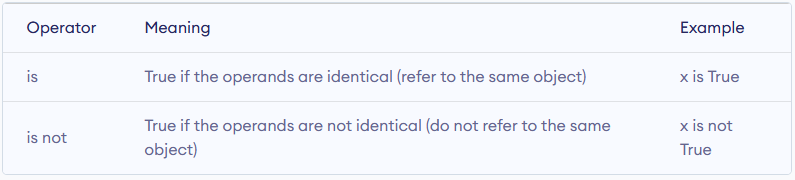 Operator Meaning Example
is True if the operands are identical (refer to the same object) x is True
is not True if the operands are not identical (do not refer to the same object) x is not True